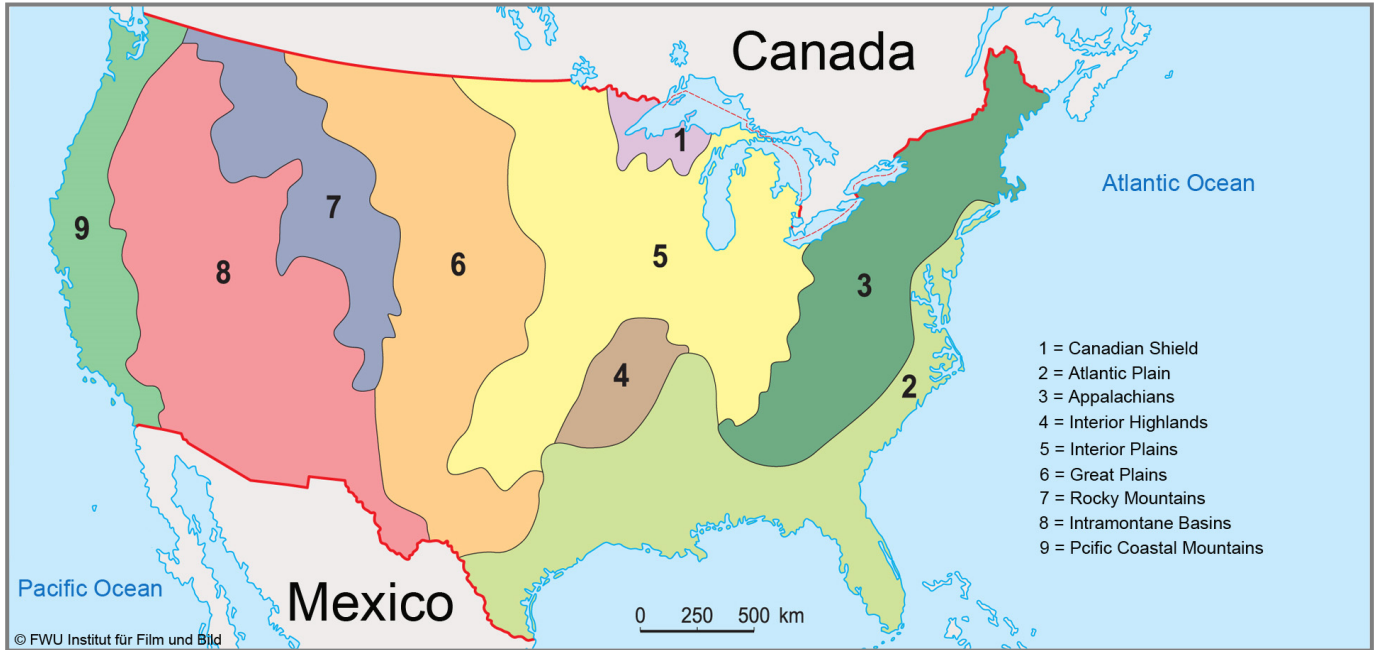 Canada
Atlantic Ocean
1
7
9
8
6
5
3
4
2
1 = Canadian Shield
2 = Atlantic Plain
3 = Appalachians
4 = Interior Highlands
5 = Interior Plains
6 = Great Plains
7 = Rocky Mountains
8 = Intramontane Basins
9 = Pcific Coastal Mountains
Pacific Ocean
Mexico
0 250 500 km
© FWU Institut für Film und Bild